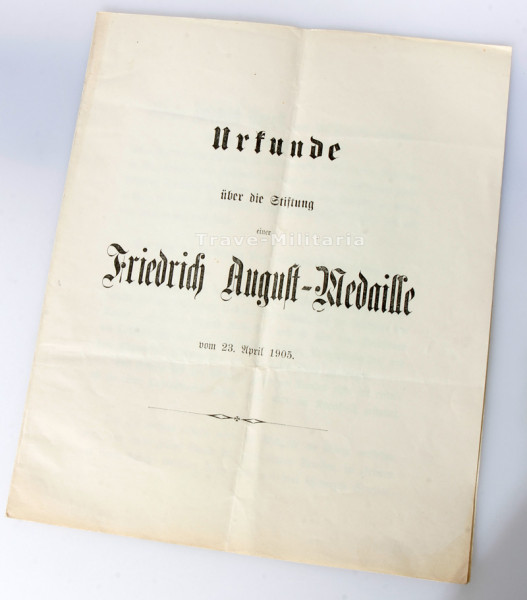 Urkunde
über die Stiftung
einer
Trave-Militaria
Friedrich August-Medaille
vom 23. April 1905.